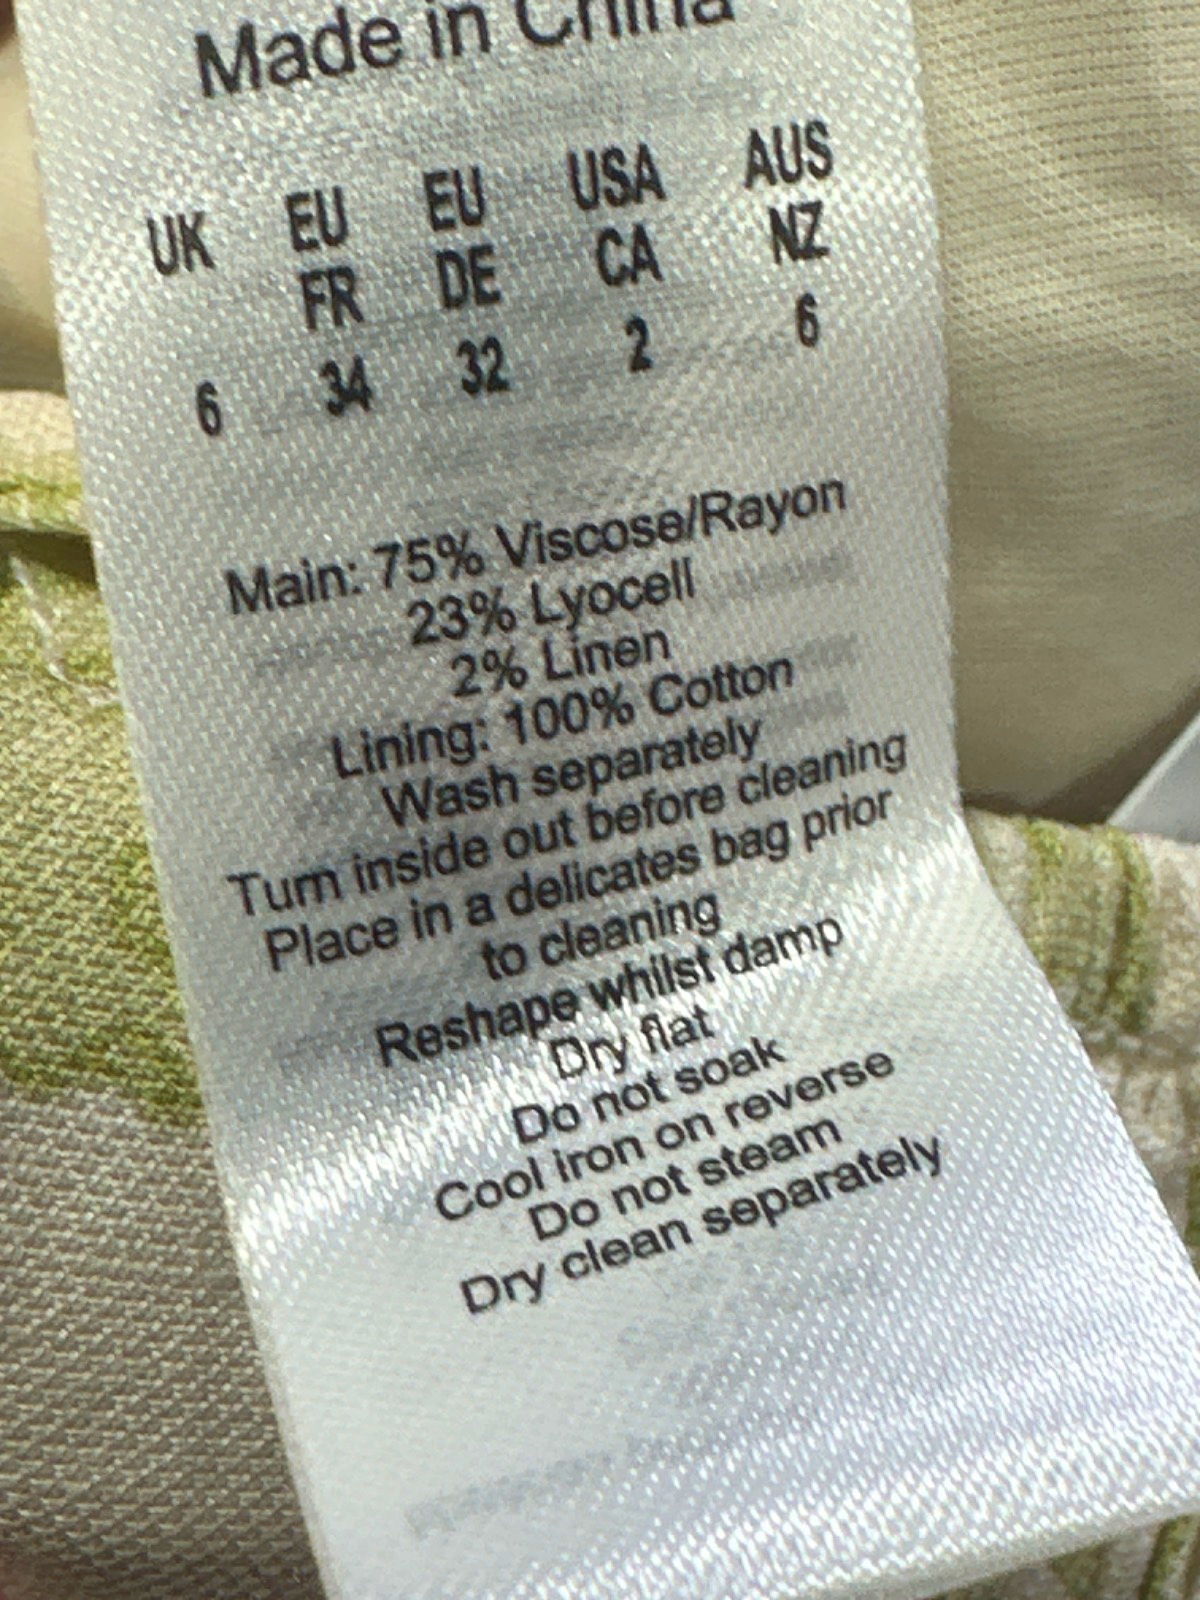 Made in China
UK EU EU USA AUS
FR DE CA NZ
6 34 32 2 6
Main: 75% Viscose/Rayon
23% Lyocell
2% Linen
Lining: 100% Cotton
Wash separately
Turn inside out before cleaning
Place in a delicates bag prior
to cleaning
Reshape whilst damp
Dry flat
Do not soak
Cool iron on reverse
Do not steam
Dry clean separately